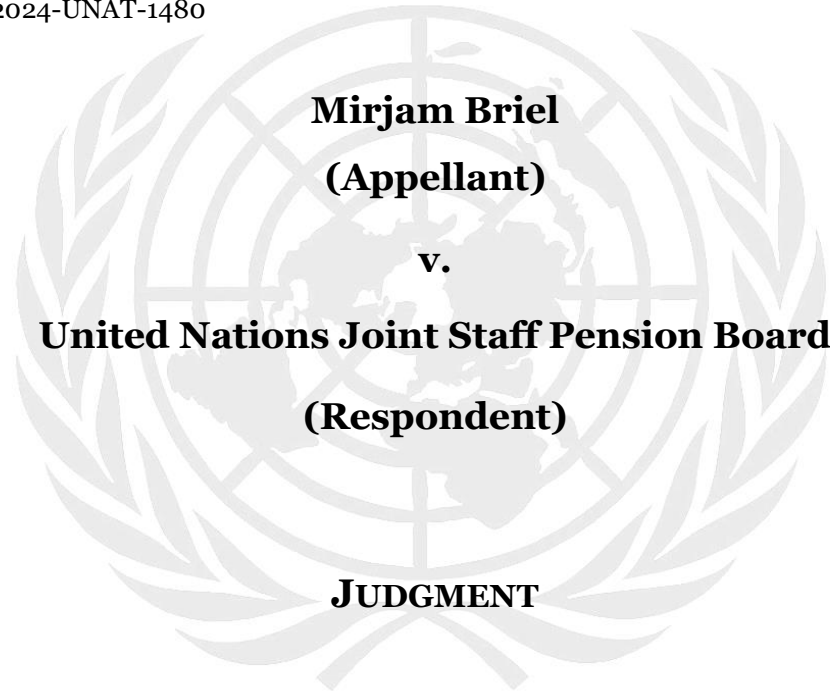 2024-UNAT-1480
Mirjam Briel
(Appellant)
v.
United Nations Joint Staff Pension Board
(Respondent)
JUDGMENT